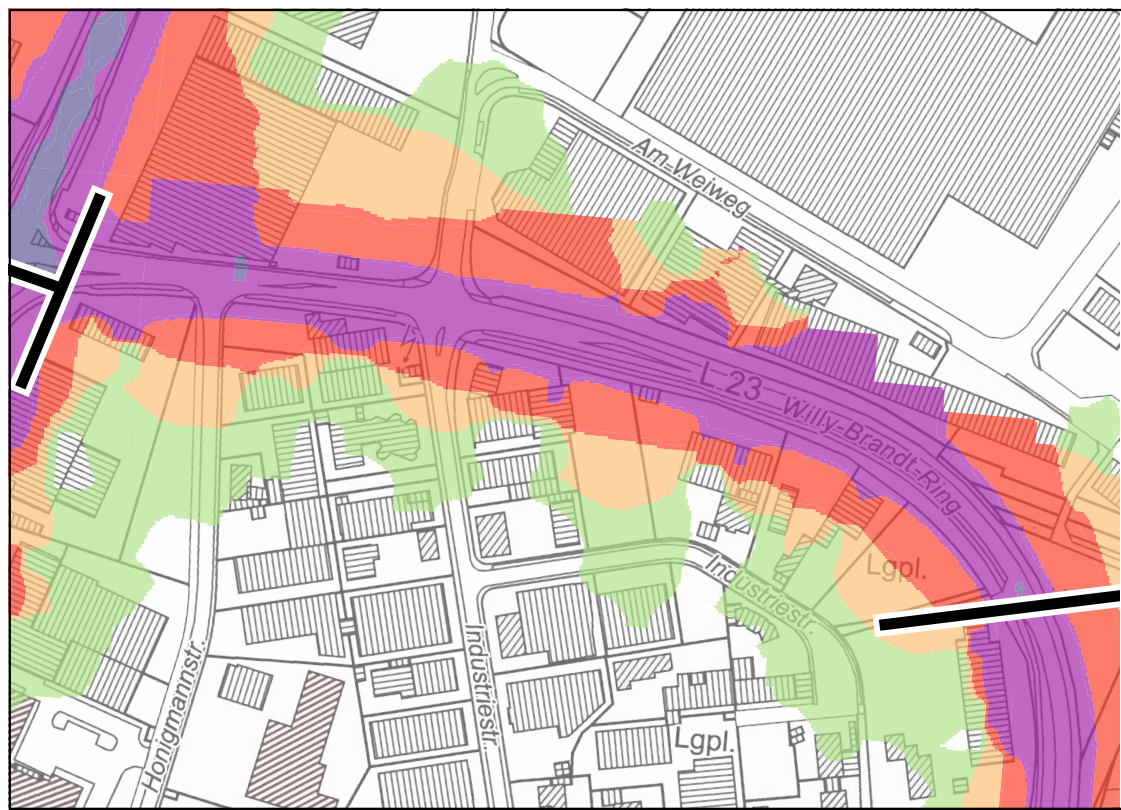 Am-Weiweg
L 23
Willy-Brandt-Ring
Lgpl.
Industriestr.
Honigmannstr.
Industriestr.
Lgpl.